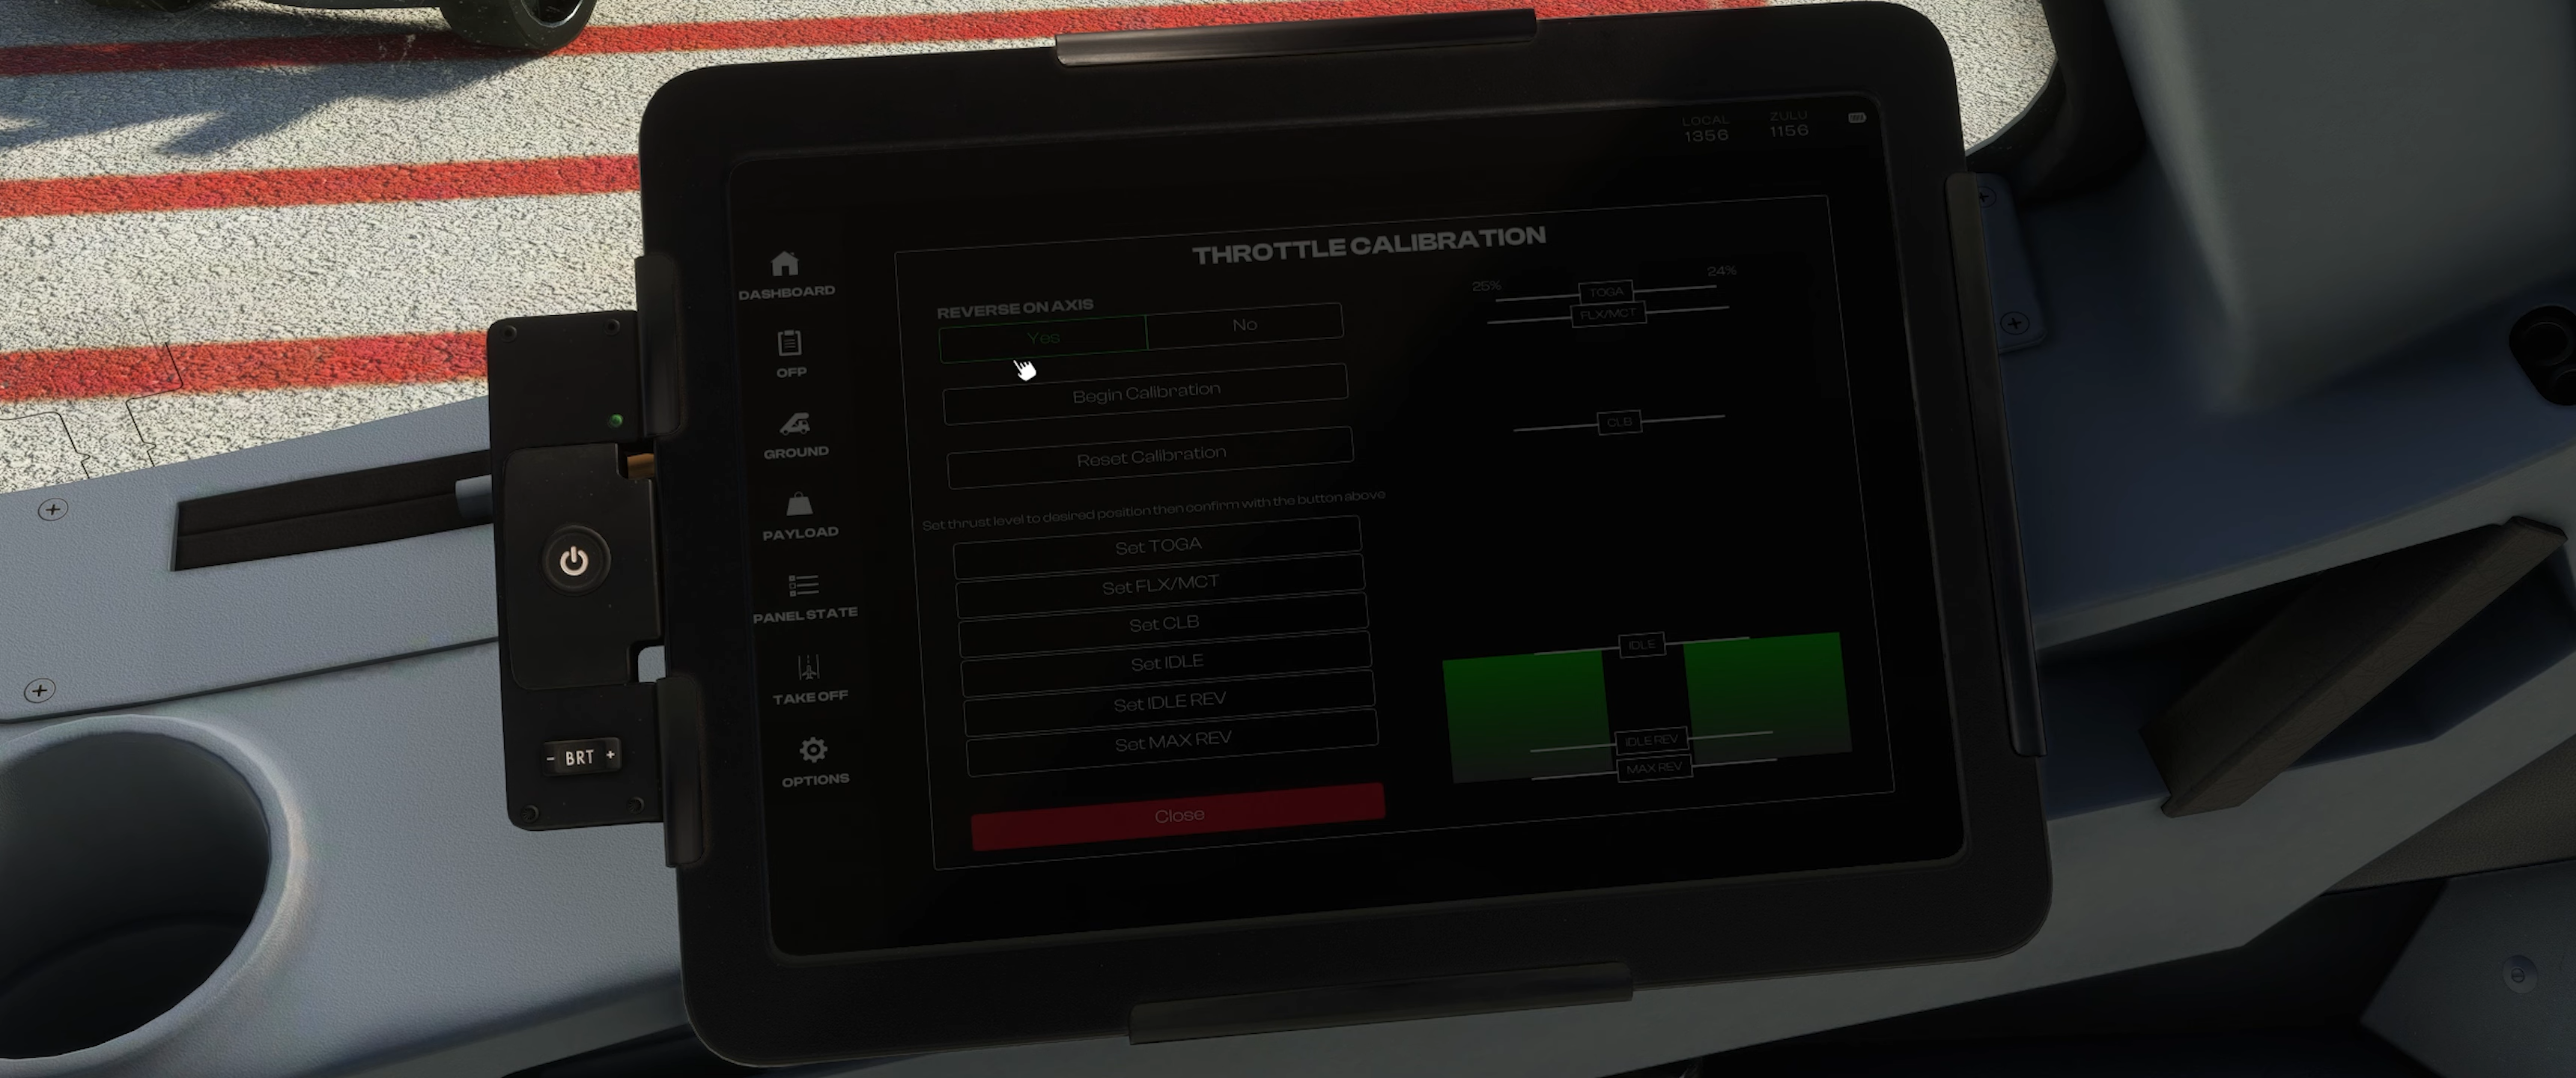 LOCAL ZULU
1356 1156
DASHBOARD
OFP
GROUND
PAYLOAD
PANEL STATE
TAKE OFF
OPTIONS
- BRT +
THROTTLE CALIBRATION
REVERSE ON AXIS
Yes No
Begin Calibration
Reset Calibration
Set thrust level to desired position then confirm with the button above
Set TOGA
Set FLX/MCT
Set CLB
Set IDLE
Set IDLE REV
Set MAX REV
Close
25% 24%
TOGA
FLX/MCT
CLB
IDLE
IDLE REV
MAX REV